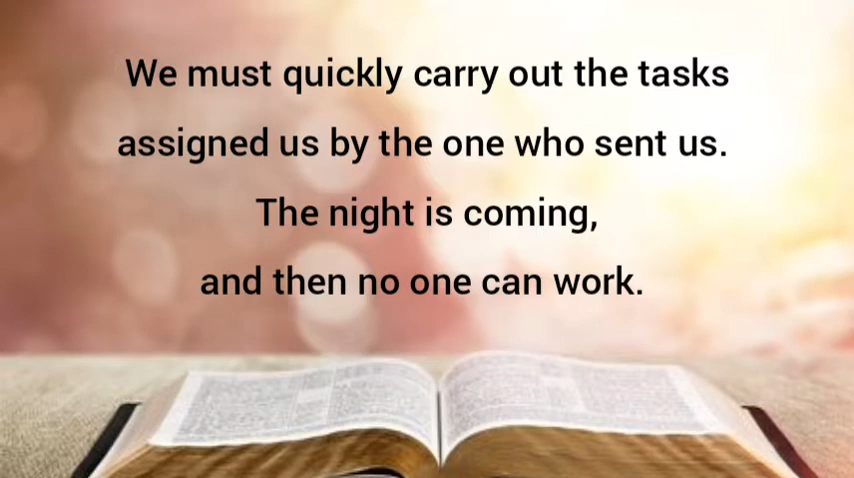 We must quickly carry out the tasks
assigned us by the one who sent us.
The night is coming,
and then no one can work.